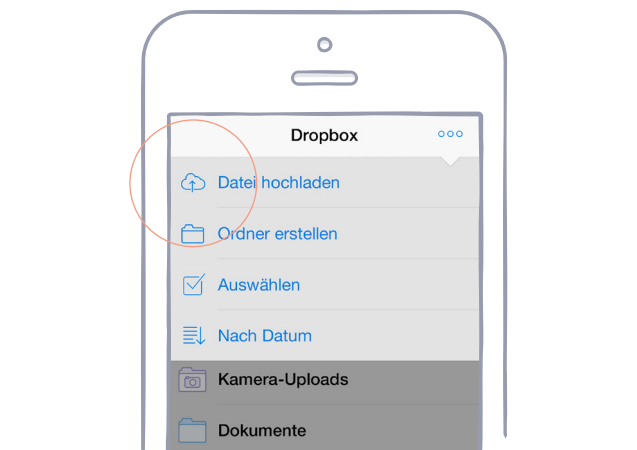 Dropbox
Datei hochladen
Ordner erstellen
Auswählen
Nach Datum
Kamera-Uploads
Dokumente